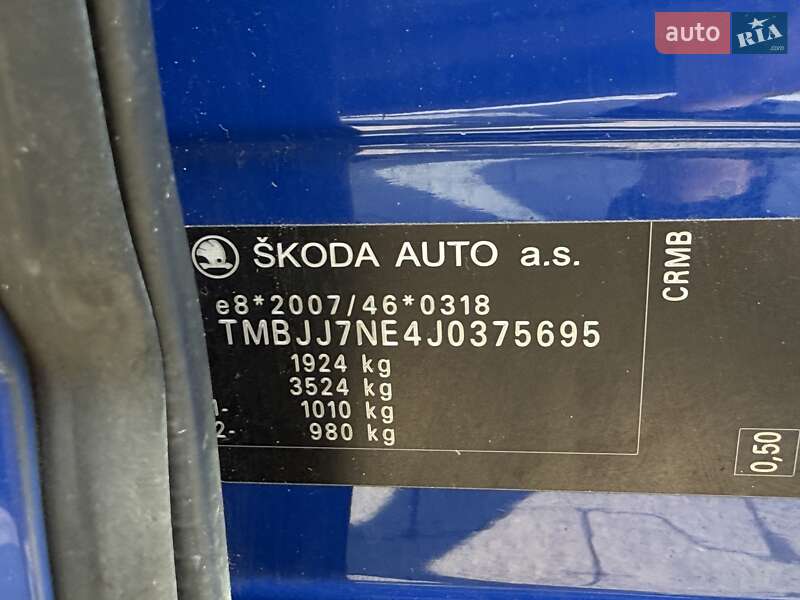 auto RIA
.com
ŠKODA AUTO a.s.
e8*2007/46*0318
TMBJJ7NE4J0375695
1924 kg
3524 kg
1- 1010 kg
2- 980 kg
CRMB
0,50